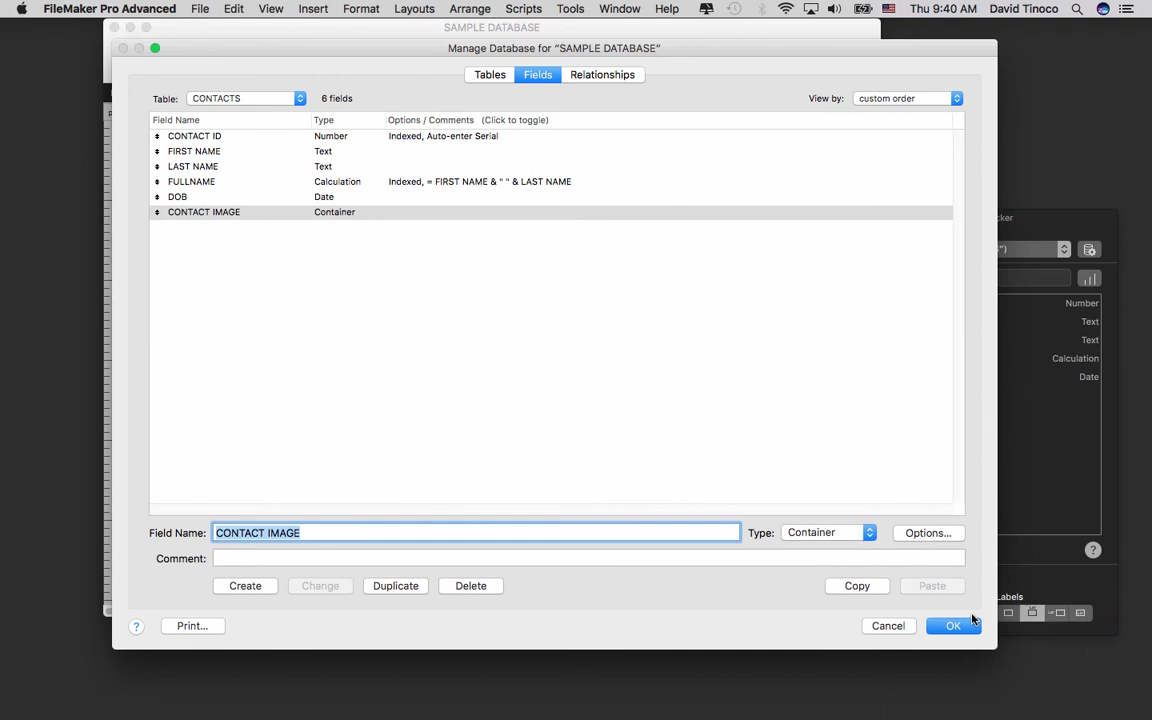 FileMaker Pro Advanced File Edit View Insert Format Arrange Scripts Tools Window Help Thu 9:40 AM David Tinoco
SAMPLE DATABASE
Manage Database for "SAMPLE DATABASE"
Tables Fields Relationships
Table: CONTACTS 6 fields View by: custom order
Field Name Type Options / Comments (Click to toggle)
CONTACT ID Number Indexed, Auto-enter Serial
FIRST NAME Text
LAST NAME Text
FULLNAME Calculation Indexed, = FIRST NAME & " " & LAST NAME
DOB Date
CONTACT IMAGE Container
cker
")
Number
Text
Text
Calculation
Date
Field Name: CONTACT IMAGE Type: Container Options...
Comment:
Create Change Duplicate Delete Copy Paste
?
Labels
? Print... Cancel OK